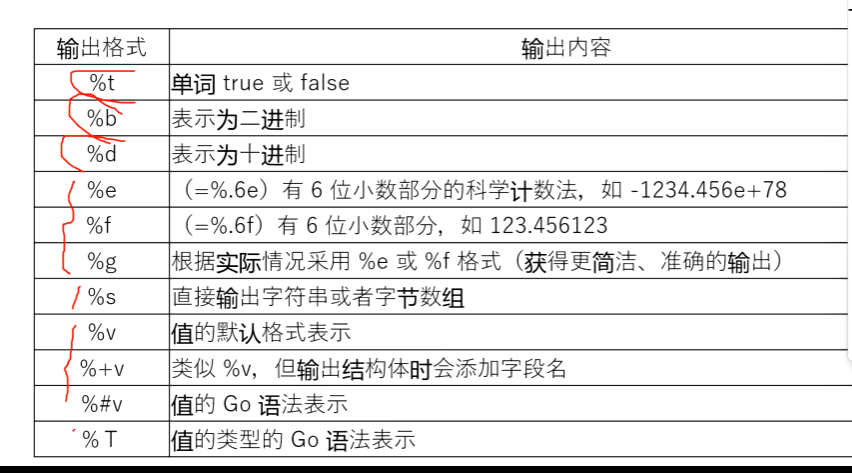 输出格式 输出内容
%t 单词 true 或 false
%b 表示为二进制
%d 表示为十进制
%e （=%.6e）有 6 位小数部分的科学计数法，如 -1234.456e+78
%f （=%.6f）有 6 位小数部分，如 123.456123
%g 根据实际情况采用 %e 或 %f 格式（获得更简洁、准确的输出）
%s 直接输出字符串或者字节数组
%v 值的默认格式表示
%+v 类似 %v，但输出结构体时会添加字段名
%#v 值的 Go 语法表示
% T 值的类型的 Go 语法表示